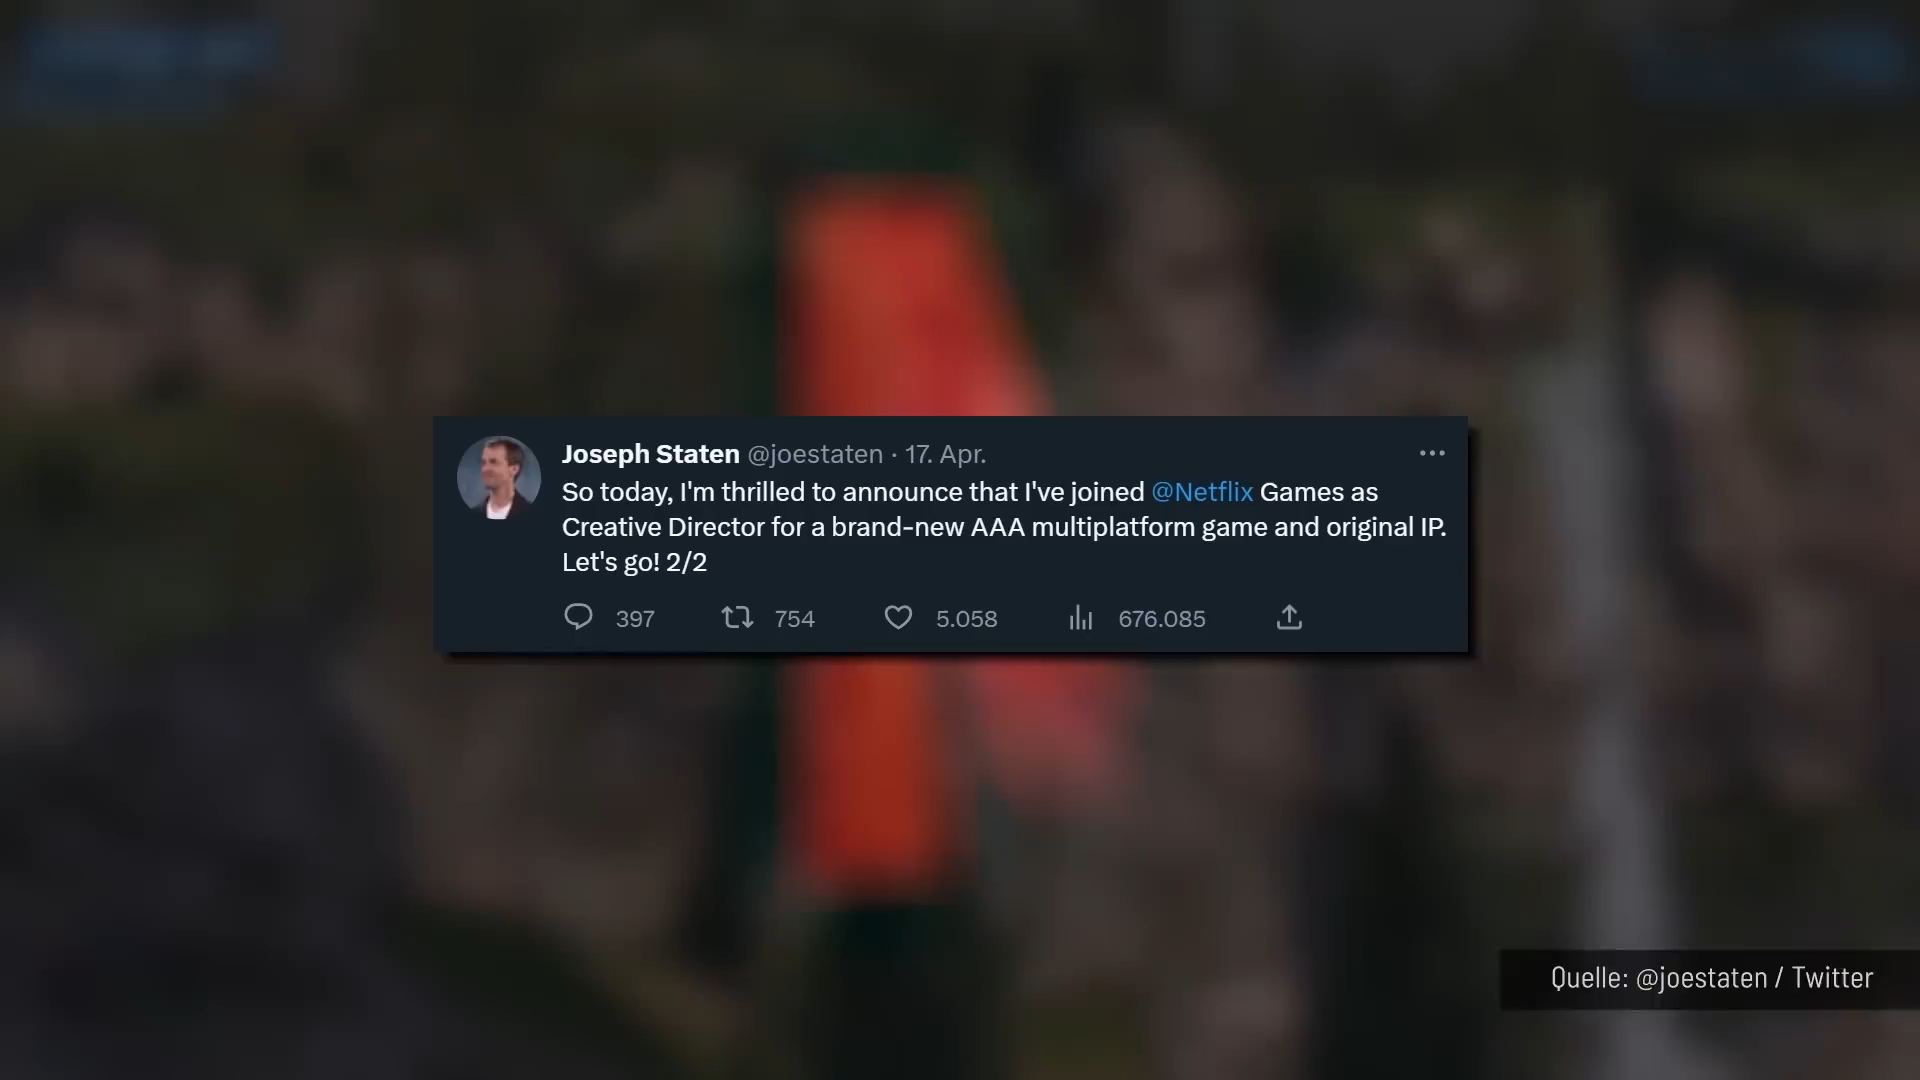 Joseph Staten @joestaten · 17. Apr.
So today, I'm thrilled to announce that I've joined @Netflix Games as
Creative Director for a brand-new AAA multiplatform game and original IP.
Let's go! 2/2
397 754 5.058 676.085
Quelle: @joestaten / Twitter